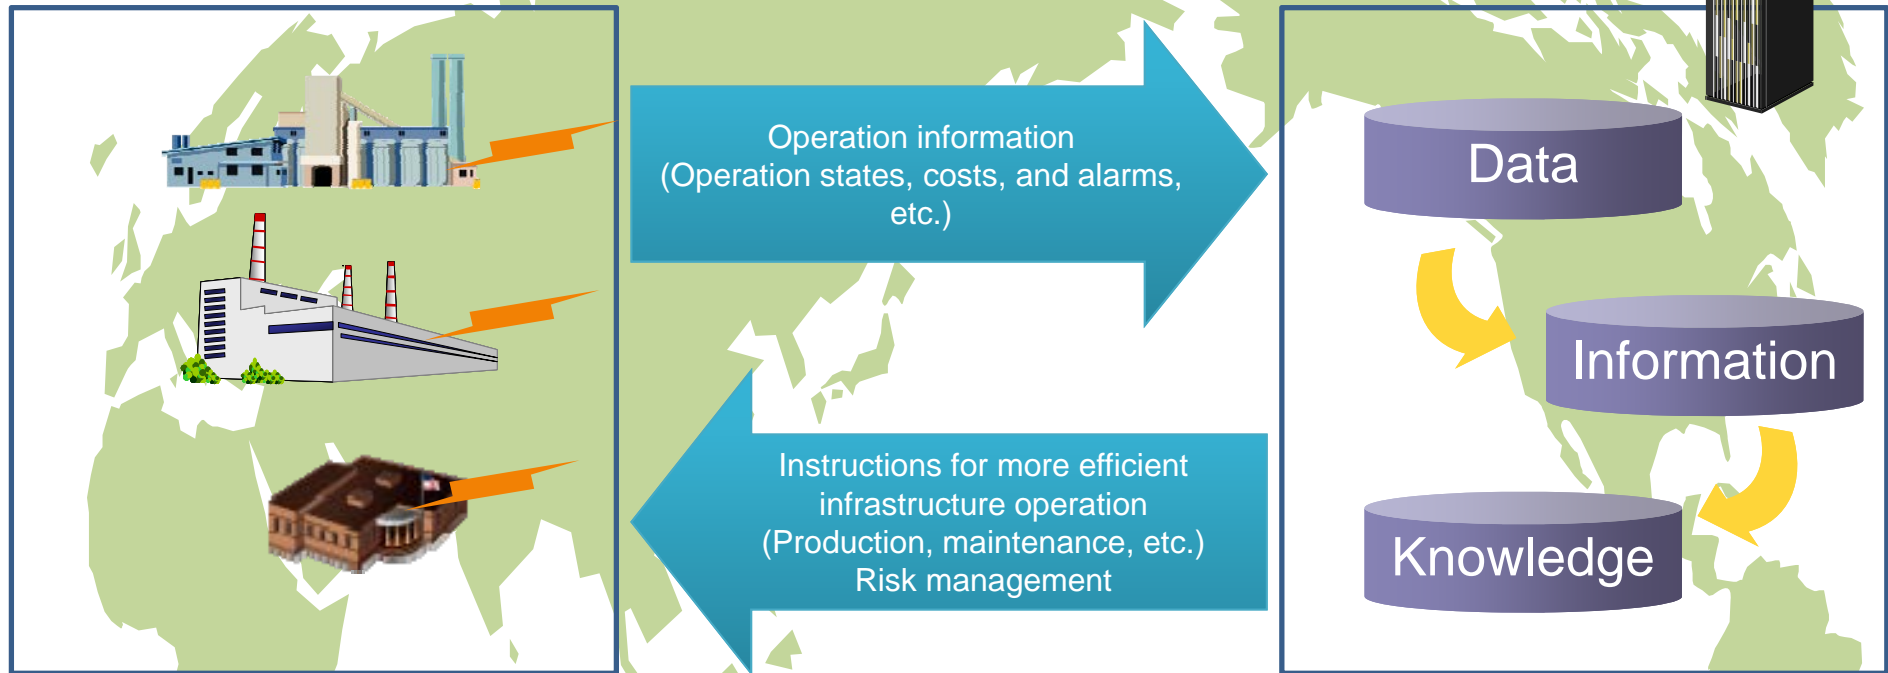 Operation information
(Operation states, costs, and alarms,
etc.)
Data
Information
Instructions for more efficient
infrastructure operation
(Production, maintenance, etc.)
Risk management
Knowledge